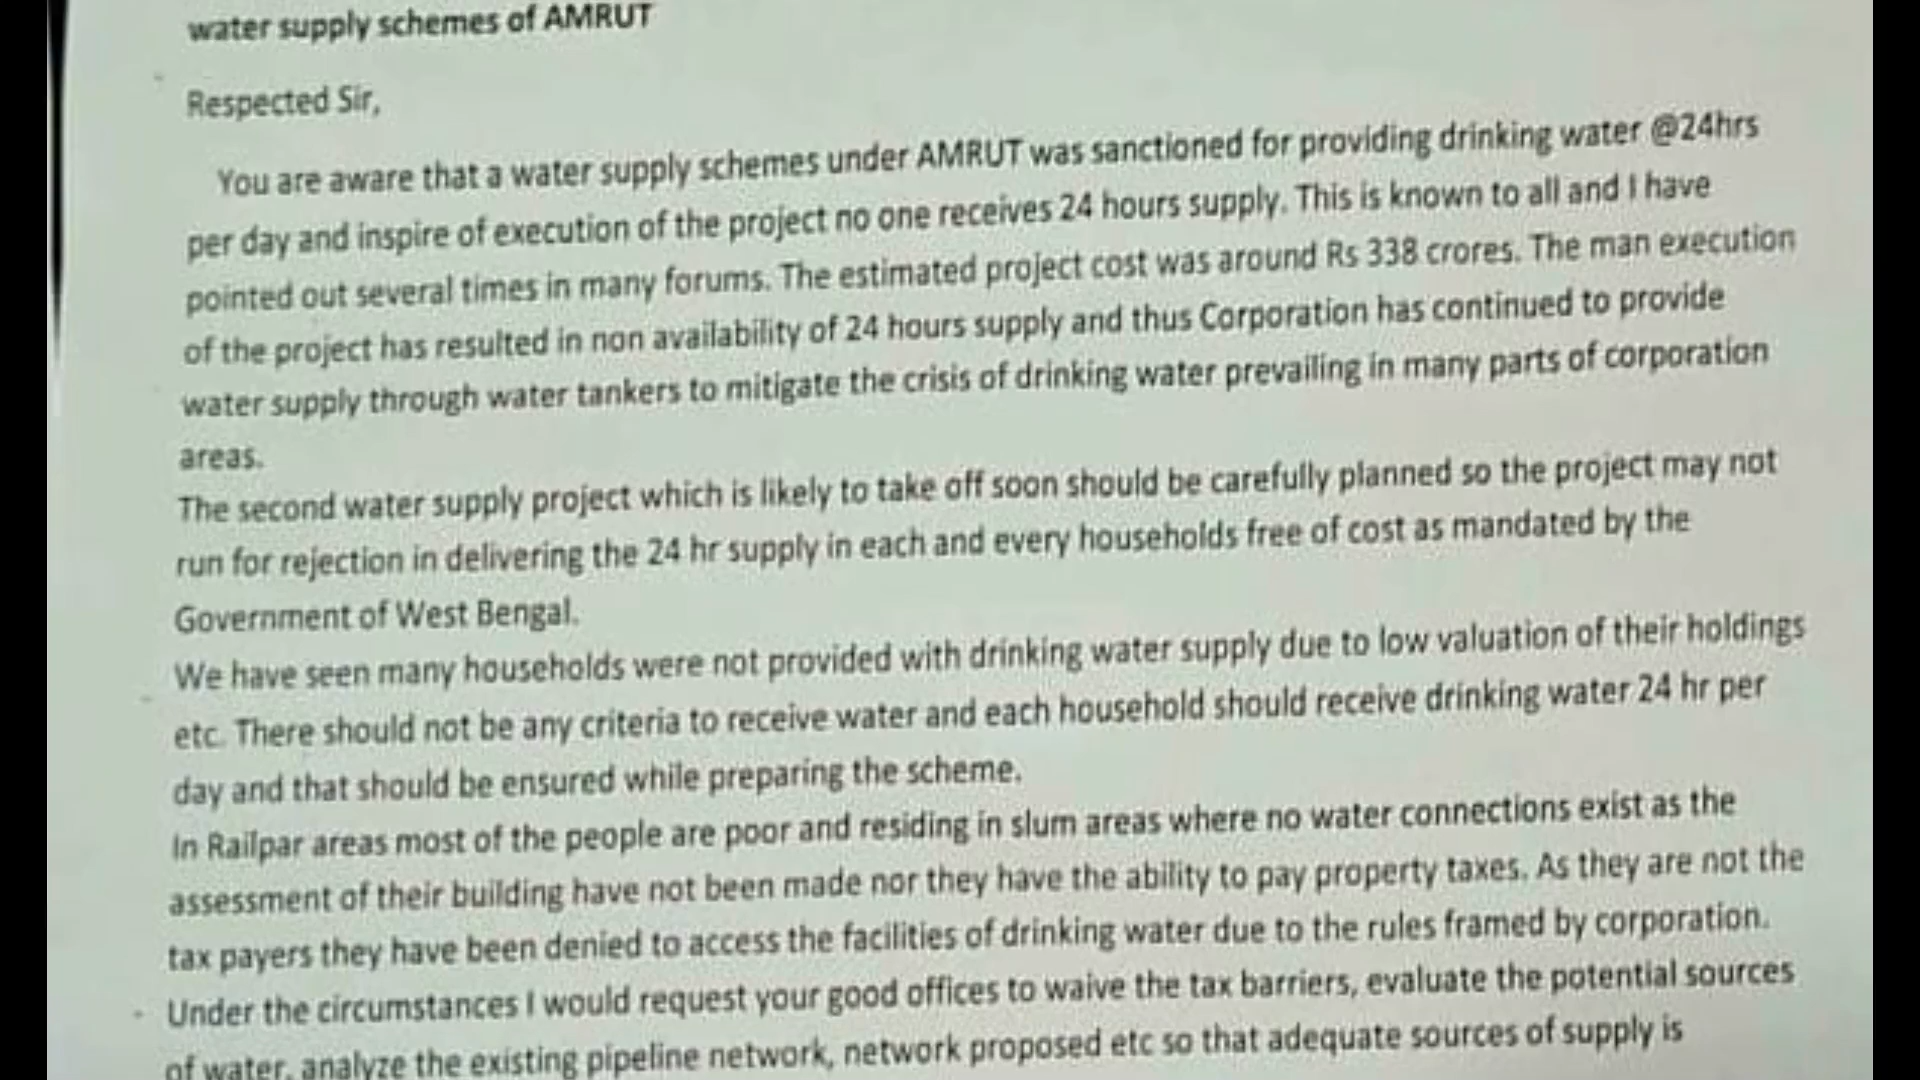 water supply schemes of AMRUT
Respected Sir,
You are aware that a water supply schemes under AMRUT was sanctioned for providing drinking water @24hrs
per day and inspire of execution of the project no one receives 24 hours supply. This is known to all and I have
pointed out several times in many forums. The estimated project cost was around Rs 338 crores. The man execution
of the project has resulted in non availability of 24 hours supply and thus Corporation has continued to provide
water supply through water tankers to mitigate the crisis of drinking water prevailing in many parts of corporation
areas.
The second water supply project which is likely to take off soon should be carefully planned so the project may not
run for rejection in delivering the 24 hr supply in each and every households free of cost as mandated by the
Government of West Bengal.
We have seen many households were not provided with drinking water supply due to low valuation of their holdings
etc. There should not be any criteria to receive water and each household should receive drinking water 24 hr per
day and that should be ensured while preparing the scheme.
In Railpar areas most of the people are poor and residing in slum areas where no water connections exist as the
assessment of their building have not been made nor they have the ability to pay property taxes. As they are not the
tax payers they have been denied to access the facilities of drinking water due to the rules framed by corporation.
Under the circumstances I would request your good offices to waive the tax barriers, evaluate the potential sources
of water, analyze the existing pipeline network, network proposed etc so that adequate sources of supply is